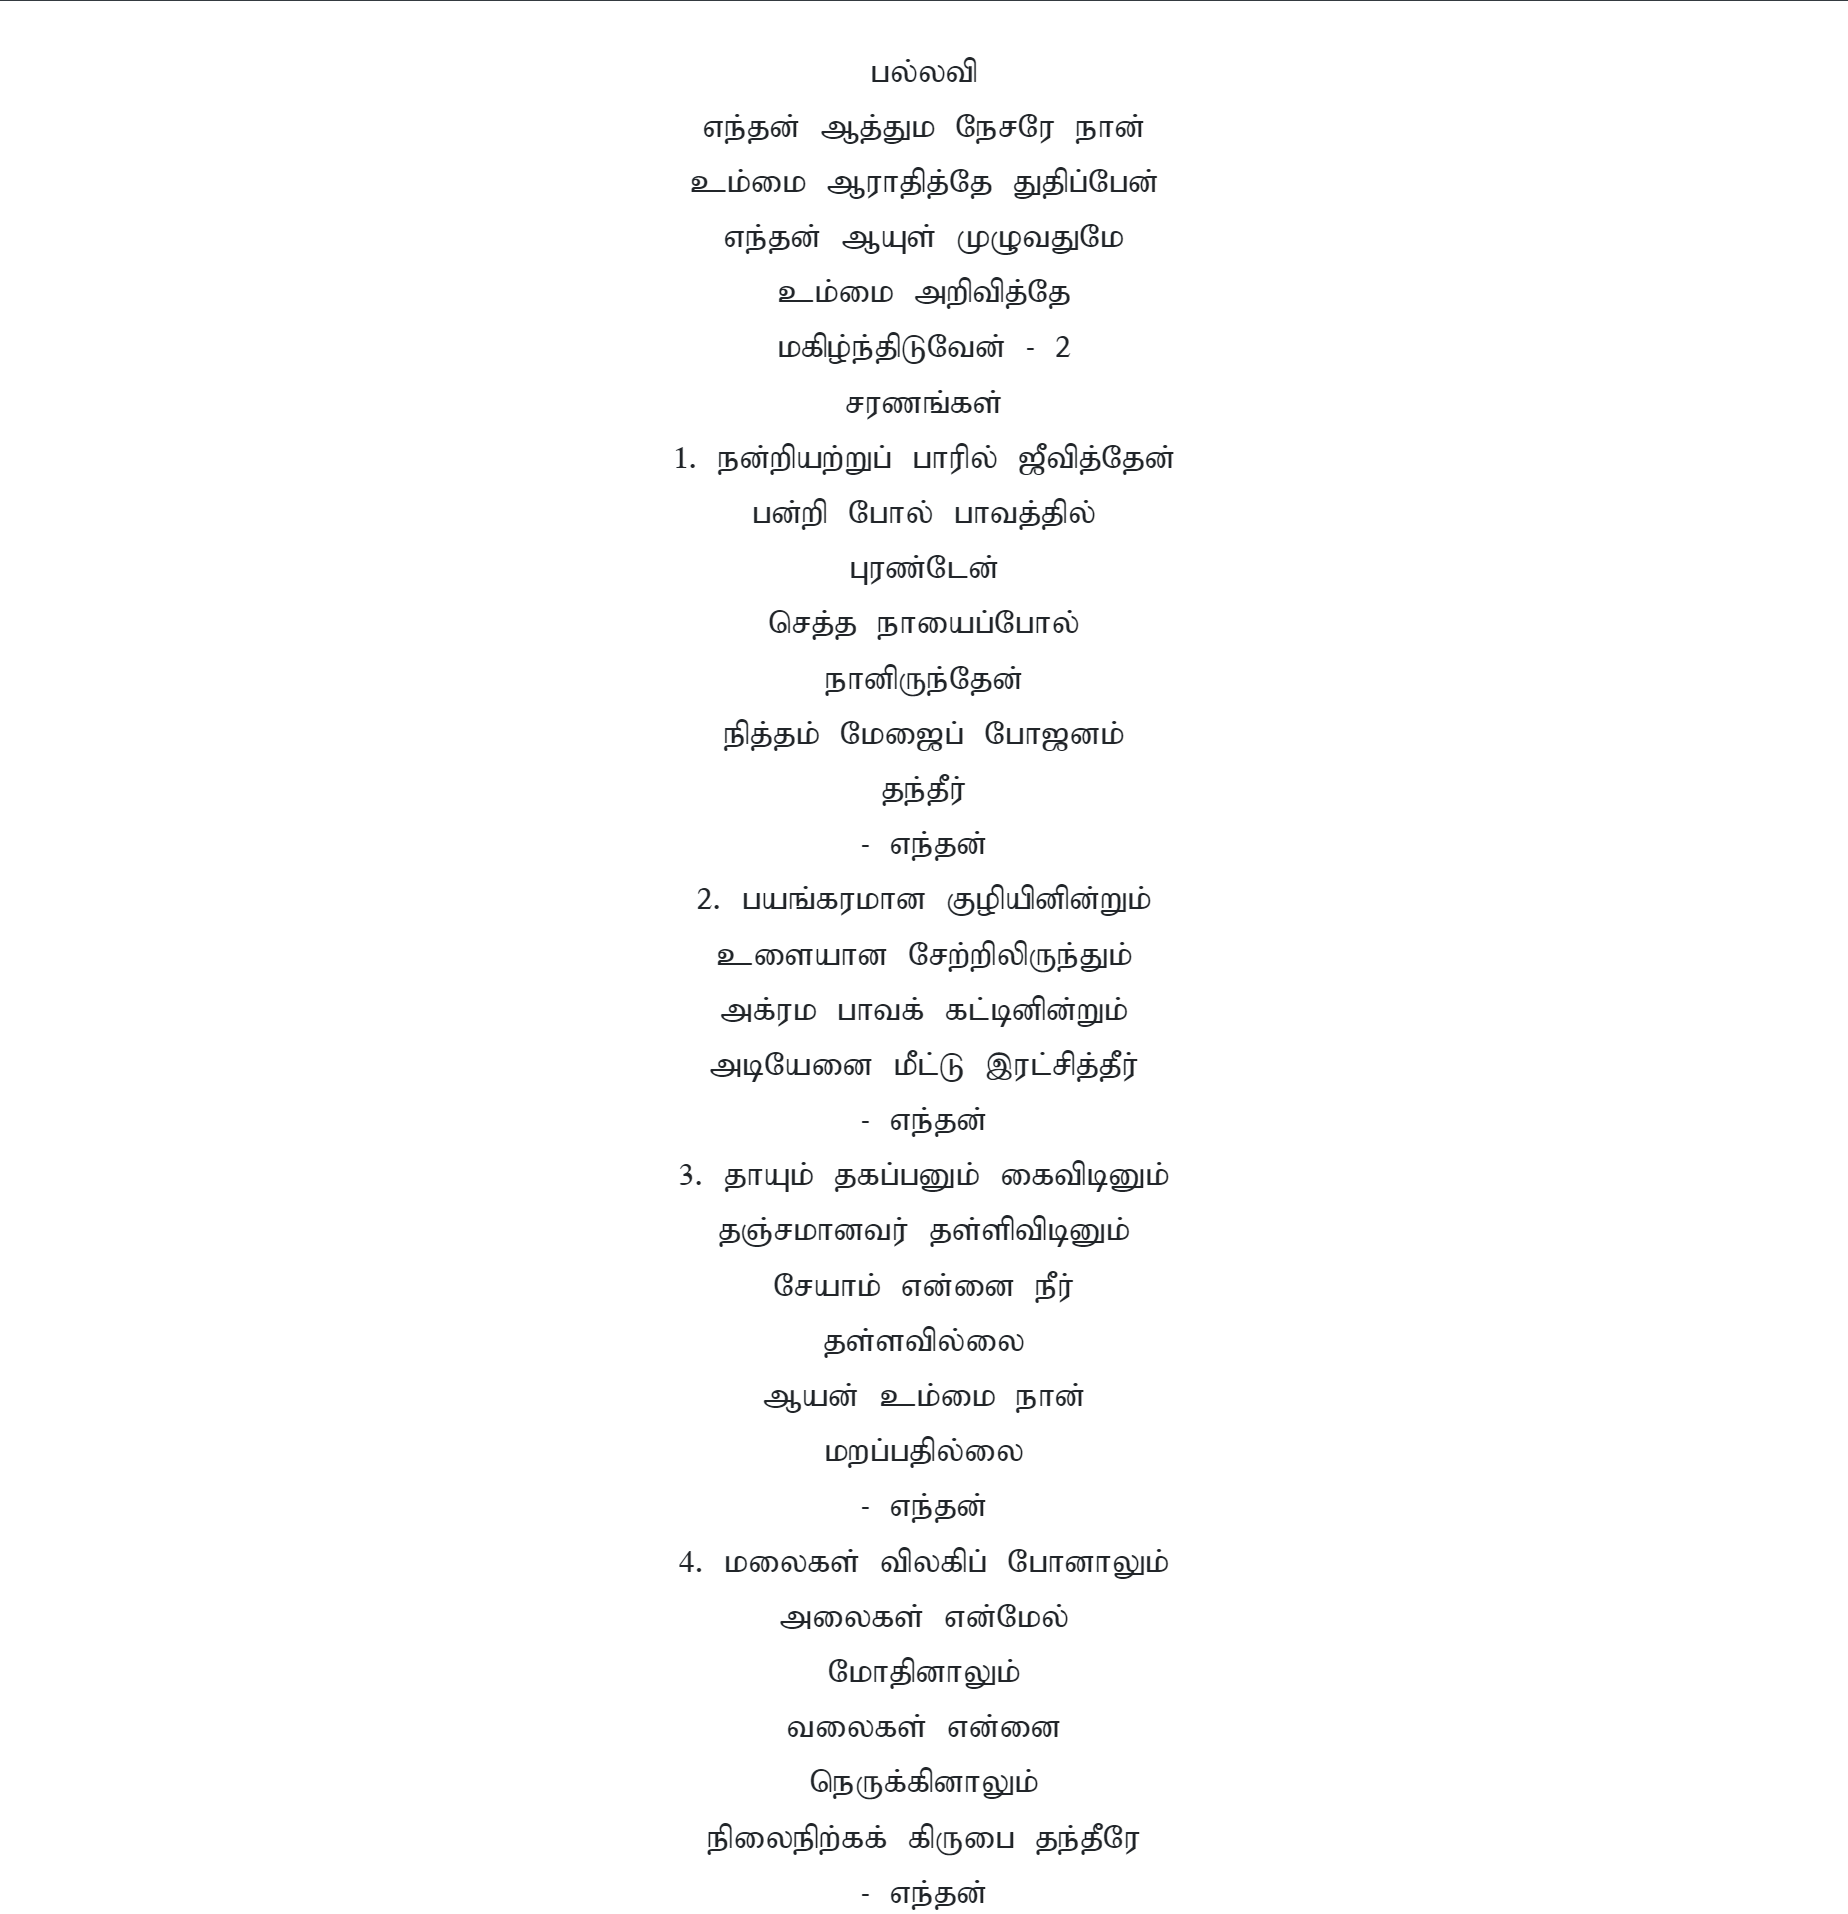 பல்லவி
எந்தன் ஆத்தும நேசரே நான்
உம்மை ஆராதித்தே துதிப்பேன்
எந்தன் ஆயுள் முழுவதுமே
உம்மை அறிவித்தே
மகிழ்ந்திடுவேன் - 2
சரணங்கள்
1. நன்றியற்றுப் பாரில் ஜீவித்தேன்
பன்றி போல் பாவத்தில்
புரண்டேன்
செத்த நாயைப்போல்
நானிருந்தேன்
நித்தம் மேஜைப் போஜனம்
தந்தீர்
- எந்தன்
2. பயங்கரமான குழியினின்றும்
உளையான சேற்றிலிருந்தும்
அக்ரம பாவக் கட்டினின்றும்
அடியேனை மீட்டு இரட்சித்தீர்
- எந்தன்
3. தாயும் தகப்பனும் கைவிடினும்
தஞ்சமானவர் தள்ளிவிடினும்
சேயாம் என்னை நீர்
தள்ளவில்லை
ஆயன் உம்மை நான்
மறப்பதில்லை
- எந்தன்
4. மலைகள் விலகிப் போனாலும்
அலைகள் என்மேல்
மோதினாலும்
வலைகள் என்னை
நெருக்கினாலும்
நிலைநிற்கக் கிருபை தந்தீரே
- எந்தன்